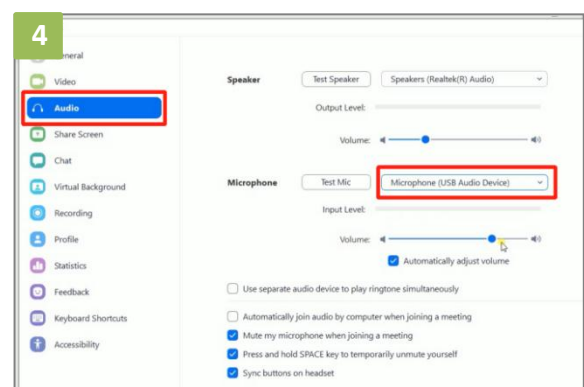 4
General
Video
Audio
Share Screen
Chat
Virtual Background
Recording
Profile
Statistics
Feedback
Keyboard Shortcuts
Accessibility
Speaker Test Speaker Speakers (Realtek(R) Audio)
Output Level:
Volume:
Microphone Test Mic Microphone (USB Audio Device)
Input Level:
Volume:
Automatically adjust volume
Use separate audio device to play ringtone simultaneously
Automatically join audio by computer when joining a meeting
Mute my microphone when joining a meeting
Press and hold SPACE key to temporarily unmute yourself
Sync buttons on headset